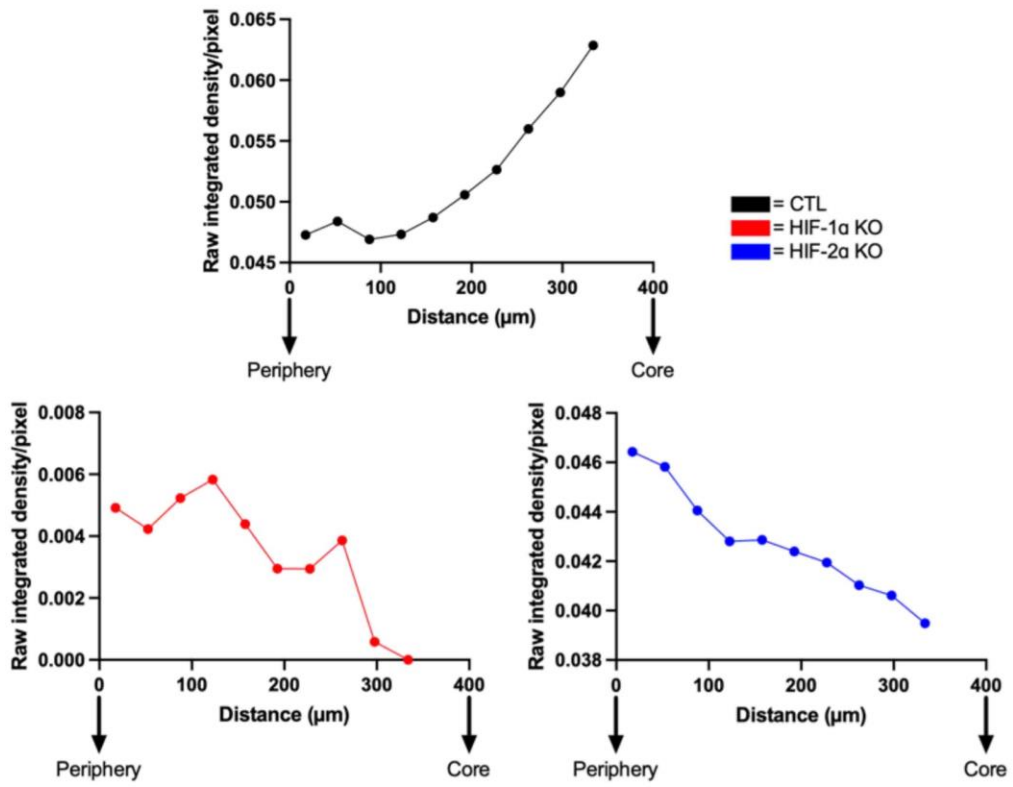 Raw integrated density/pixel
0.065
0.060
0.055
0.050
0.045
0 100 200 300 400
Distance (µm)
Periphery Core
= CTL
= HIF-1α KO
= HIF-2α KO
Raw integrated density/pixel
0.008
0.006
0.004
0.002
0.000
0 100 200 300 400
Distance (µm)
Periphery Core
Raw integrated density/pixel
0.048
0.046
0.044
0.042
0.040
0.038
0 100 200 300 400
Distance (µm)
Periphery Core